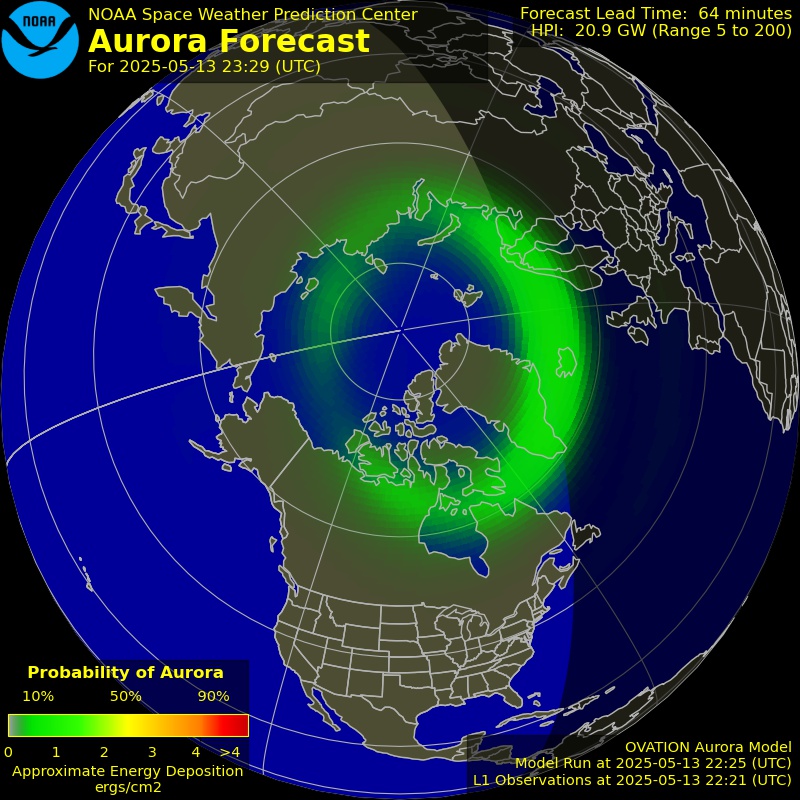 NOAA
NOAA Space Weather Prediction Center
Aurora Forecast
For 2025-05-13 23:29 (UTC)
Forecast Lead Time: 64 minutes
HPI: 20.9 GW (Range 5 to 200)
Probability of Aurora
10% 50% 90%
0 1 2 3 4 >4
Approximate Energy Deposition
ergs/cm2
OVATION Aurora Model
Model Run at 2025-05-13 22:25 (UTC)
L1 Observations at 2025-05-13 22:21 (UTC)